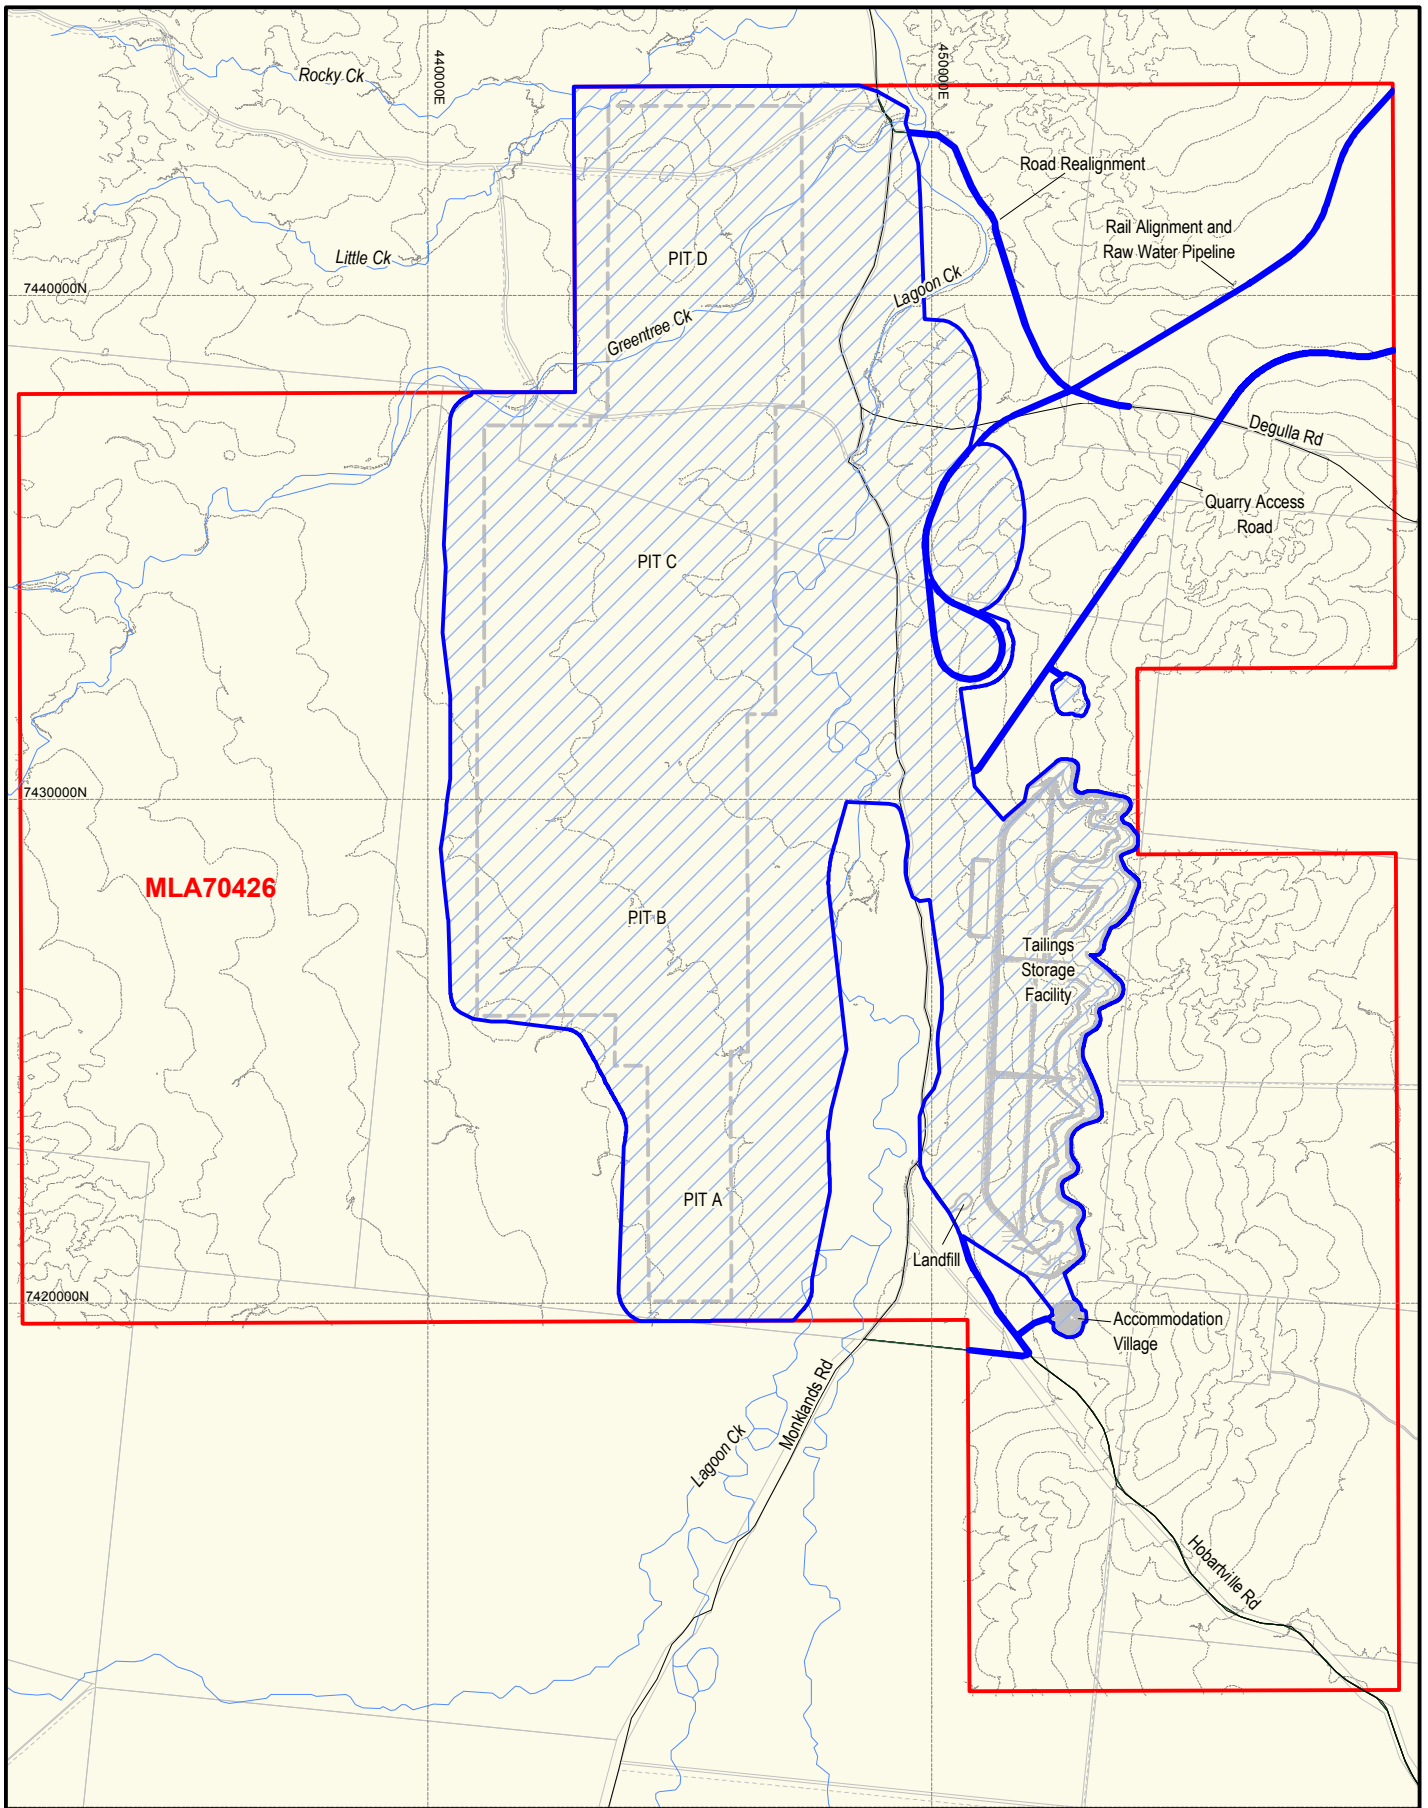 440000E
450000E
Rocky Ck
Road Realignment
Rail Alignment and
Raw Water Pipeline
Little Ck
PIT D
Lagoon Ck
7440000N
Greentree Ck
Degulla Rd
Quarry Access
Road
PIT C
7430000N
MLA70426
PIT B
Tailings
Storage
Facility
PIT A
Landfill
7420000N
Accommodation
Village
Monklands Rd
Lagoon Ck
Hobartville Rd